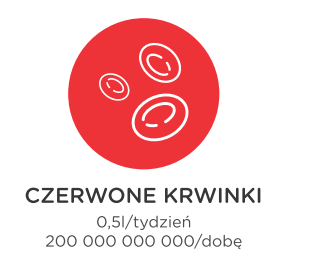 CZERWONE KRWINKI
0,5l/tydzień
200 000 000 000/dobę